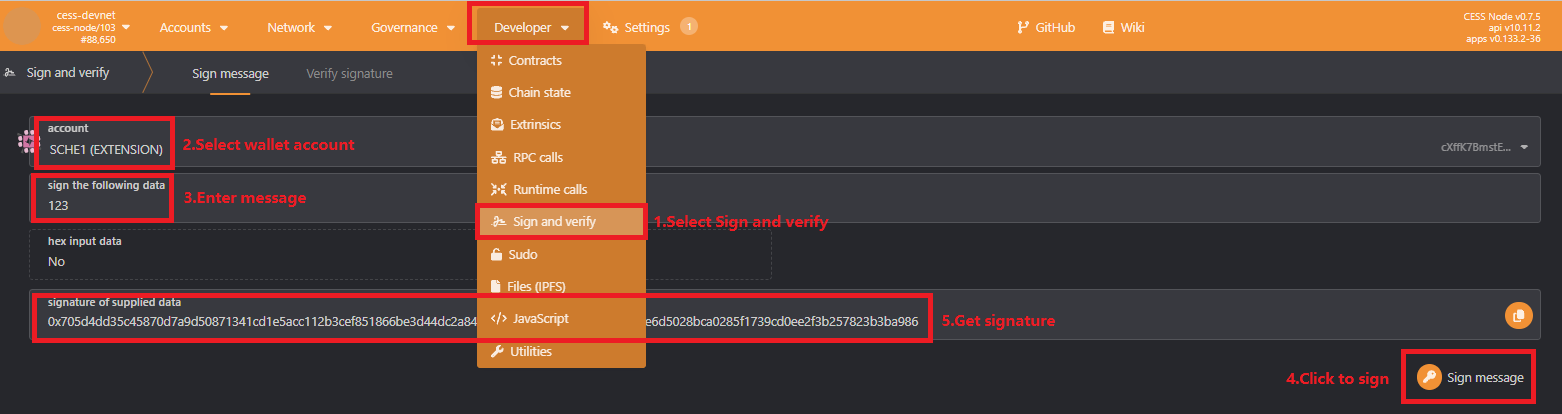 cess-devnet
cess-node/103
#88,650
Accounts
Network
Governance
Developer
Settings
1
GitHub
Wiki
CESS Node v0.7.5
api v10.11.2
apps v0.133.2-36
Sign and verify
Sign message
Verify signature
Contracts
Chain state
Extrinsics
RPC calls
Runtime calls
Sign and verify
Sudo
Files (IPFS)
JavaScript
Utilities
1.Select Sign and verify
account
SCHE1 (EXTENSION)
2.Select wallet account
cXffK7BmstE...
sign the following data
123
3.Enter message
hex input data
No
signature of supplied data
0x705d4dd35c45870d7a9d50871341cd1e5acc112b3cef851866be3d44dc2a84
e6d5028bca0285f1739cd0ee2f3b257823b3ba986
5.Get signature
4.Click to sign
Sign message